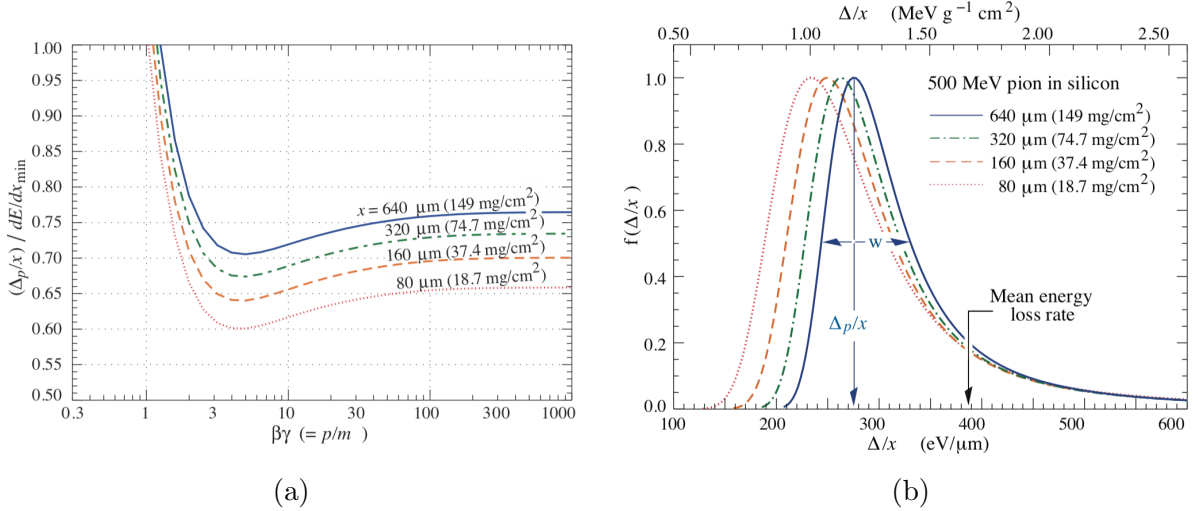 1.00
0.95
0.90
0.85
0.80
0.75
0.70
0.65
0.60
0.55
0.50
(Δp/x) / dE/dxmin
x = 640 μm (149 mg/cm²)
320 μm (74.7 mg/cm²)
160 μm (37.4 mg/cm²)
80 μm (18.7 mg/cm²)
0.3 1 3 10 30 100 300 1000
βγ (= p/m )
(a)
Δ/x (MeV g⁻¹ cm²)
0.50 1.00 1.50 2.00 2.50
1.0
0.8
0.6
0.4
0.2
0.0
f(Δ/x)
500 MeV pion in silicon
640 μm (149 mg/cm²)
320 μm (74.7 mg/cm²)
160 μm (37.4 mg/cm²)
80 μm (18.7 mg/cm²)
w
Δp/x
Mean energy
loss rate
100 200 300 400 500 600
Δ/x (eV/μm)
(b)